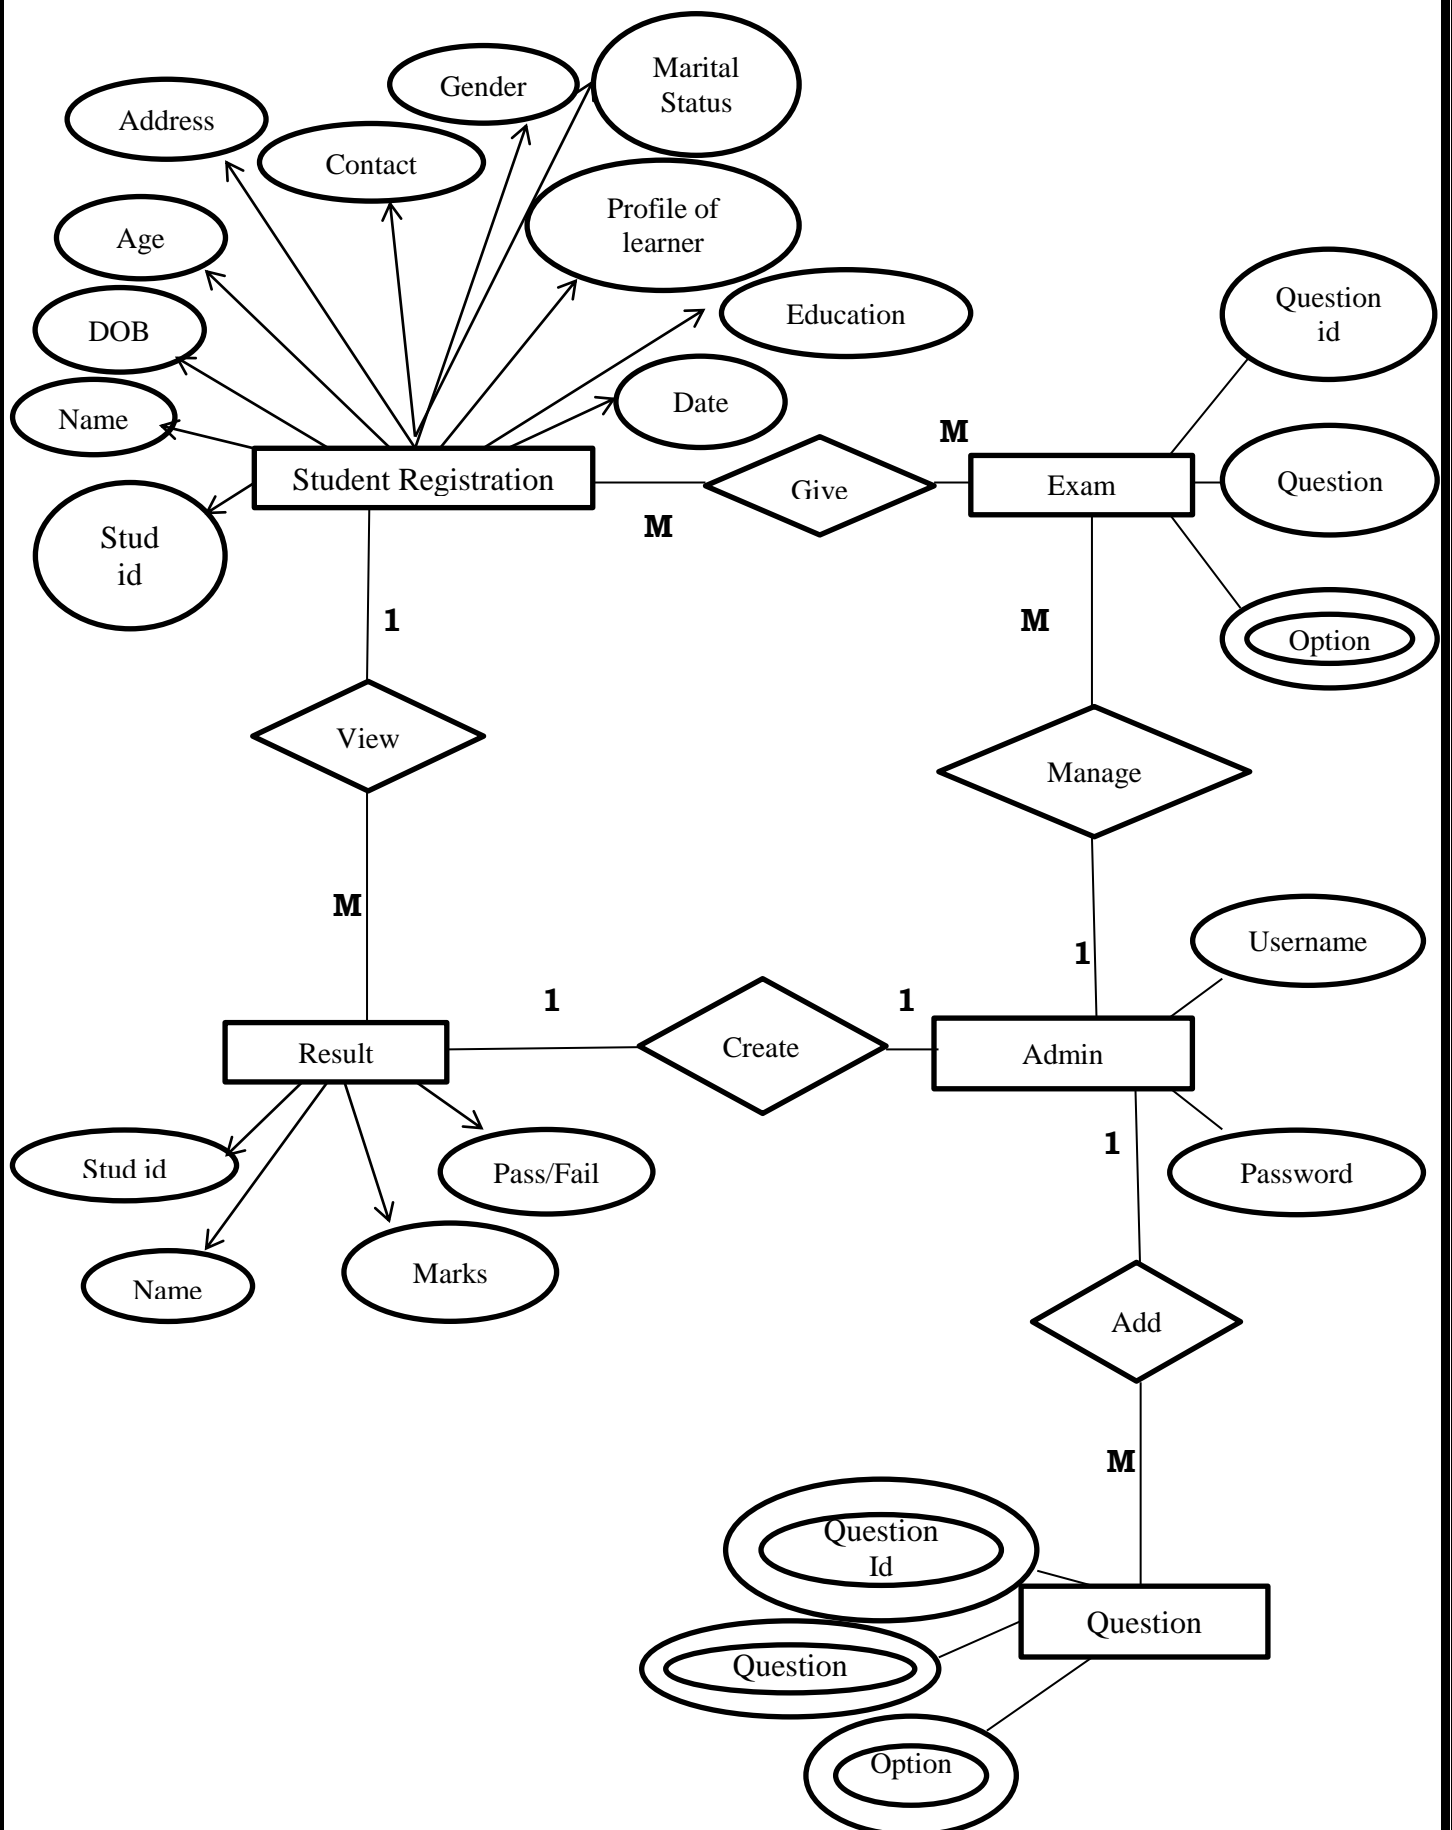 Marital
Status
Gender
Address
Contact
Profile of
learner
Age
Education
DOB
Question
id
Name
Date
M
Student Registration
Give
Exam
Question
M
Stud
id
1
M
Option
View
Manage
M
1
Username
1
1
Result
Create
Admin
1
Stud id
Pass/Fail
Password
Name
Marks
Add
M
Question
Id
Question
Question
Option